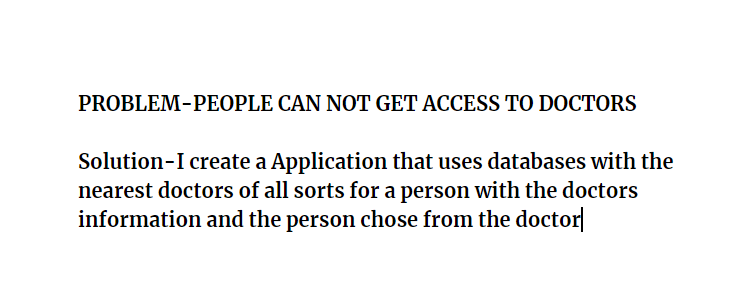 PROBLEM-PEOPLE CAN NOT GET ACCESS TO DOCTORS
Solution-I create a Application that uses databases with the
nearest doctors of all sorts for a person with the doctors
information and the person chose from the doctor